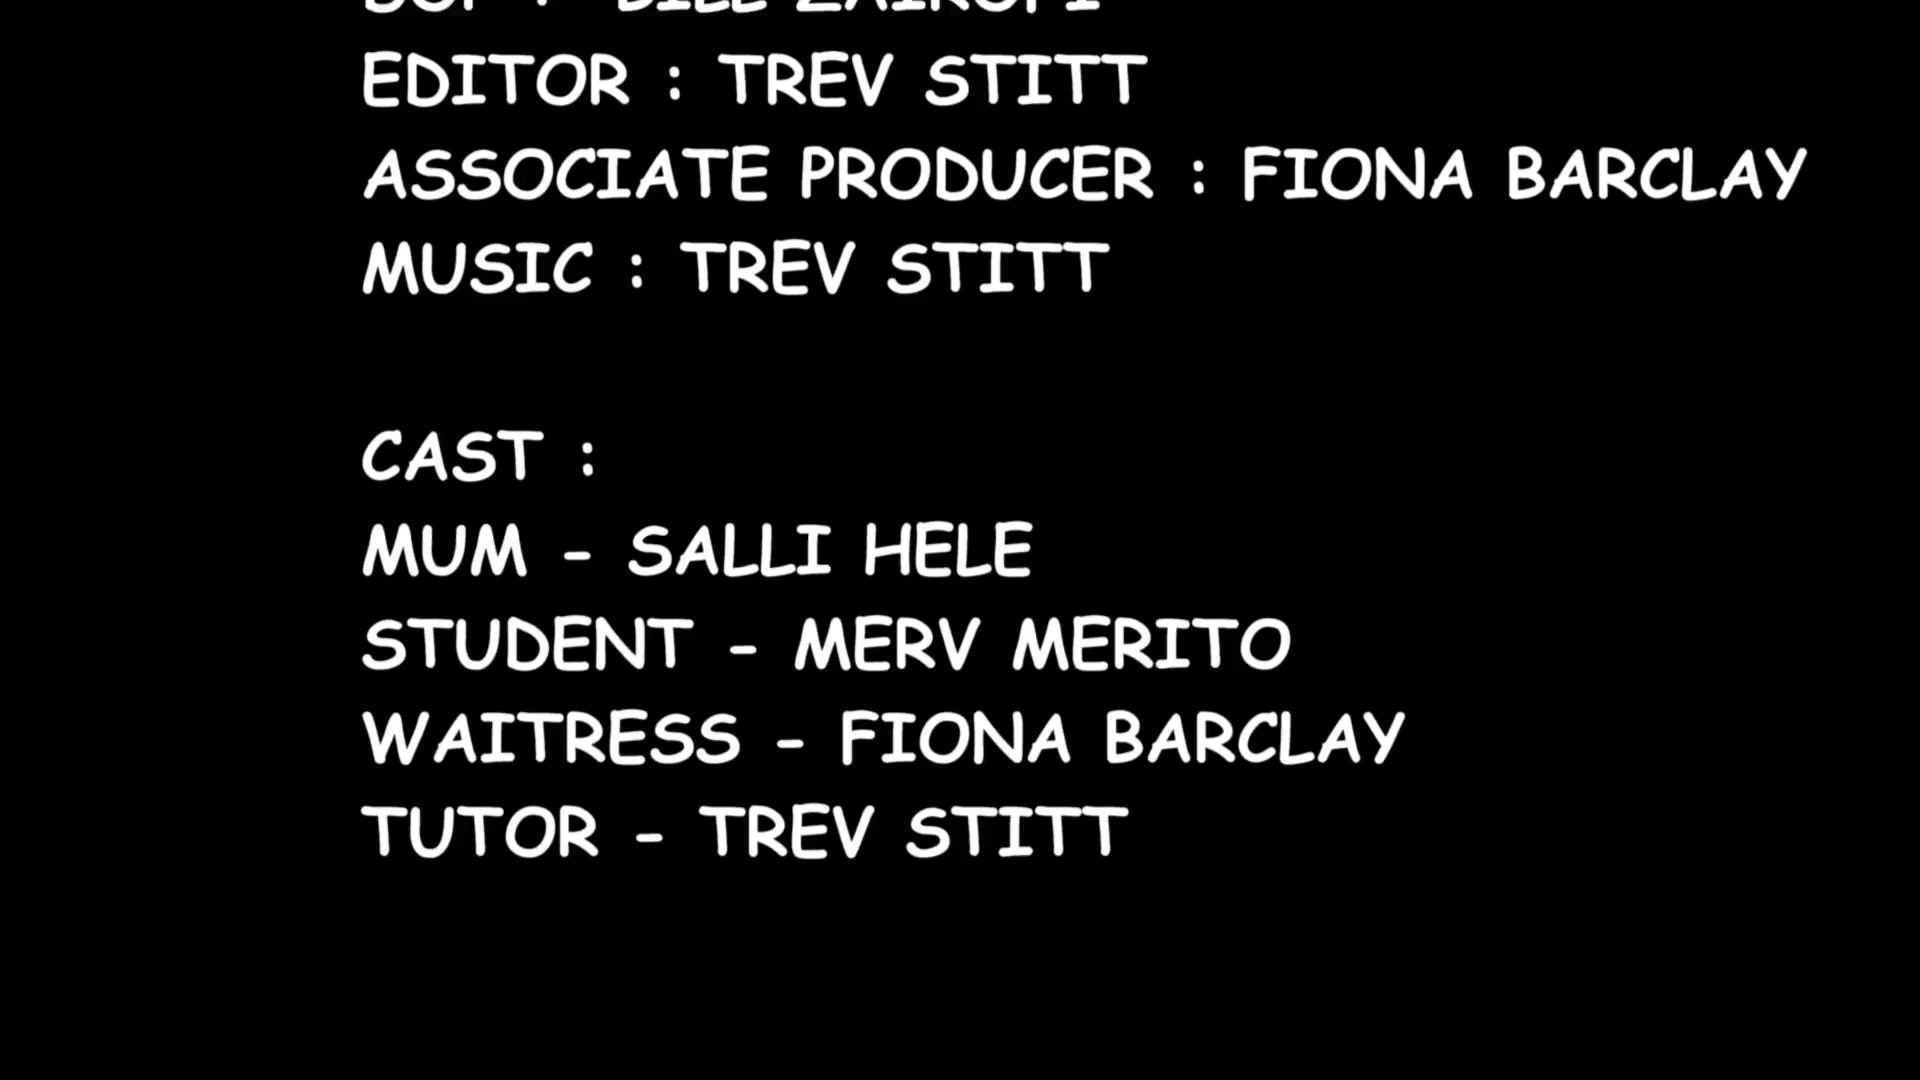 EDITOR : TREV STITT
ASSOCIATE PRODUCER : FIONA BARCLAY
MUSIC : TREV STITT
CAST :
MUM - SALLI HELE
STUDENT - MERV MERITO
WAITRESS - FIONA BARCLAY
TUTOR - TREV STITT